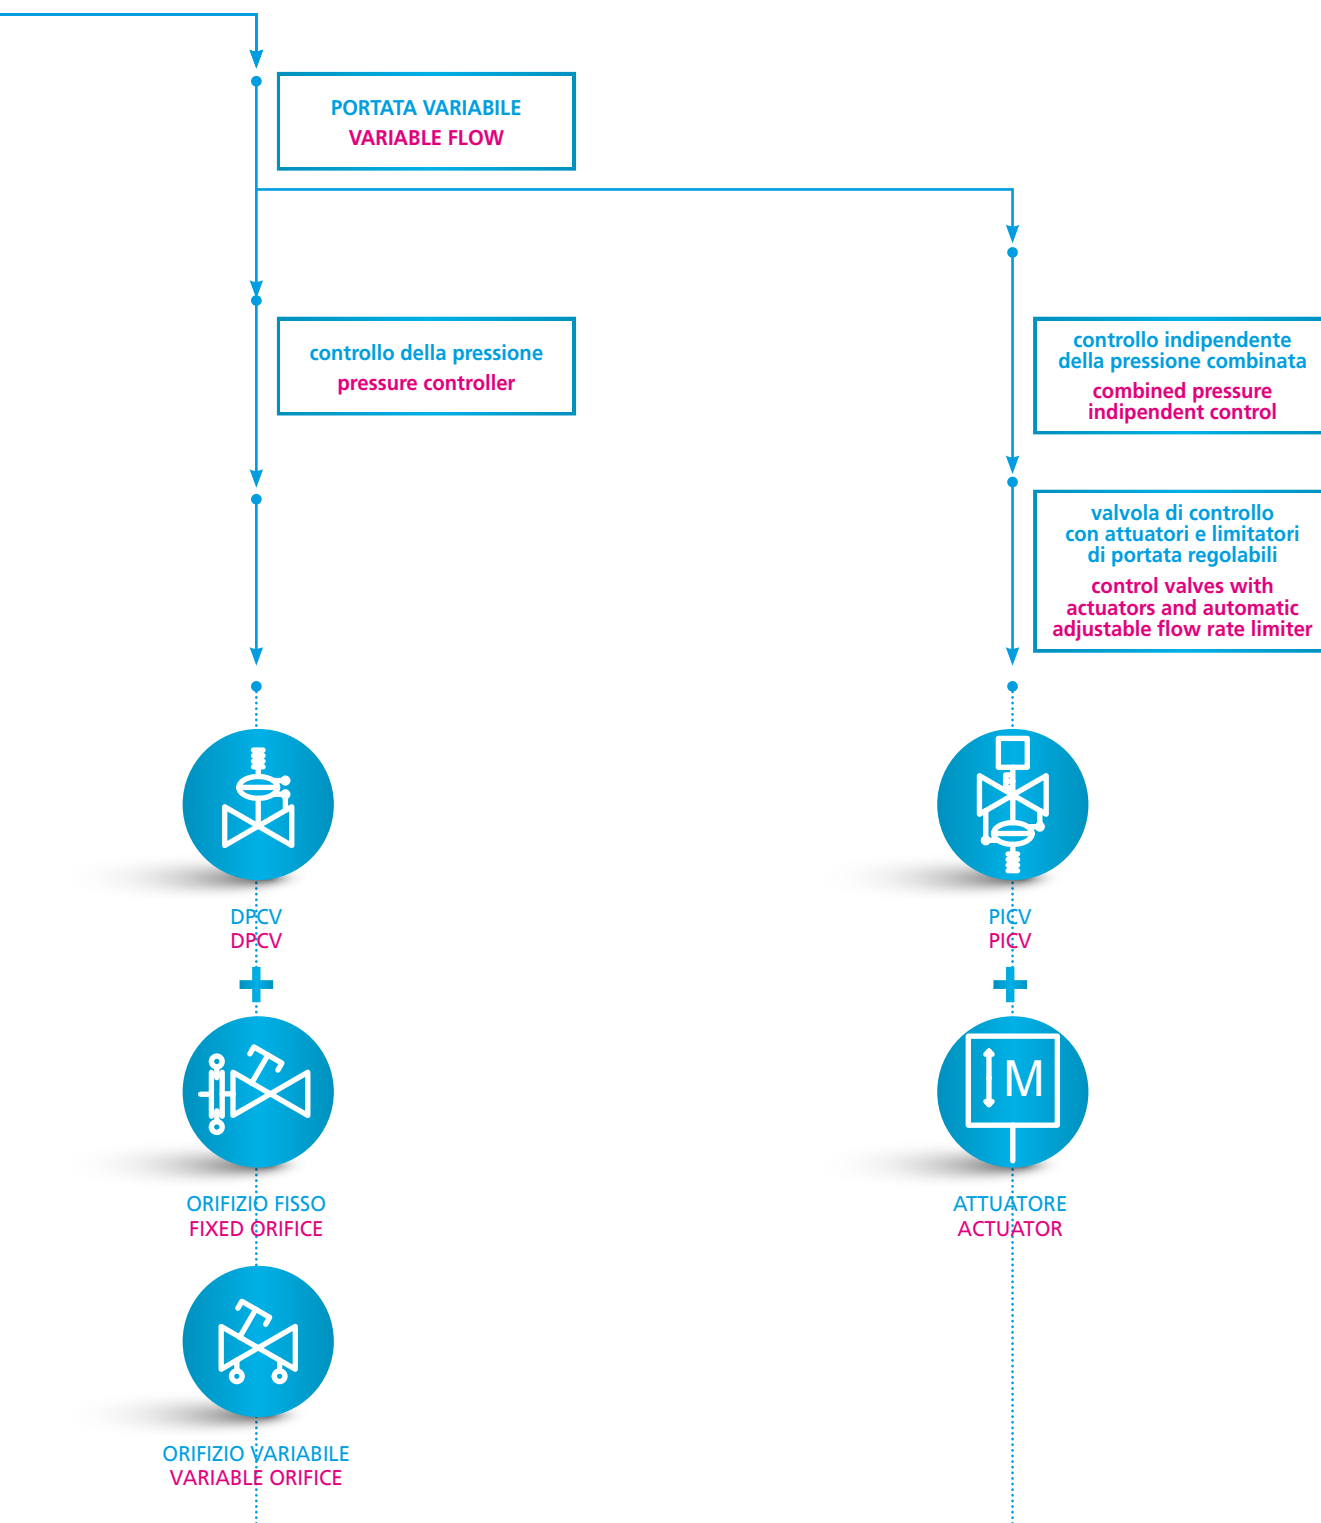 PORTATA VARIABILE
VARIABLE FLOW
controllo della pressione
pressure controller
controllo indipendente
della pressione combinata
combined pressure
indipendent control
valvola di controllo
con attuatori e limitatori
di portata regolabili
control valves with
actuators and automatic
adjustable flow rate limiter
DPCV
DPCV
PICV
PICV
M
ORIFIZIO FISSO
FIXED ORIFICE
ATTUATORE
ACTUATOR
ORIFIZIO VARIABILE
VARIABLE ORIFICE